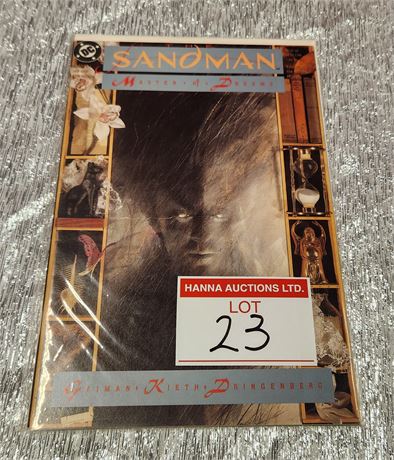 DC
SANDMAN
MASTER OF DREAMS
HANNA AUCTIONS LTD.
LOT
23
GAIMAN • KIETH • DRINGENBERG